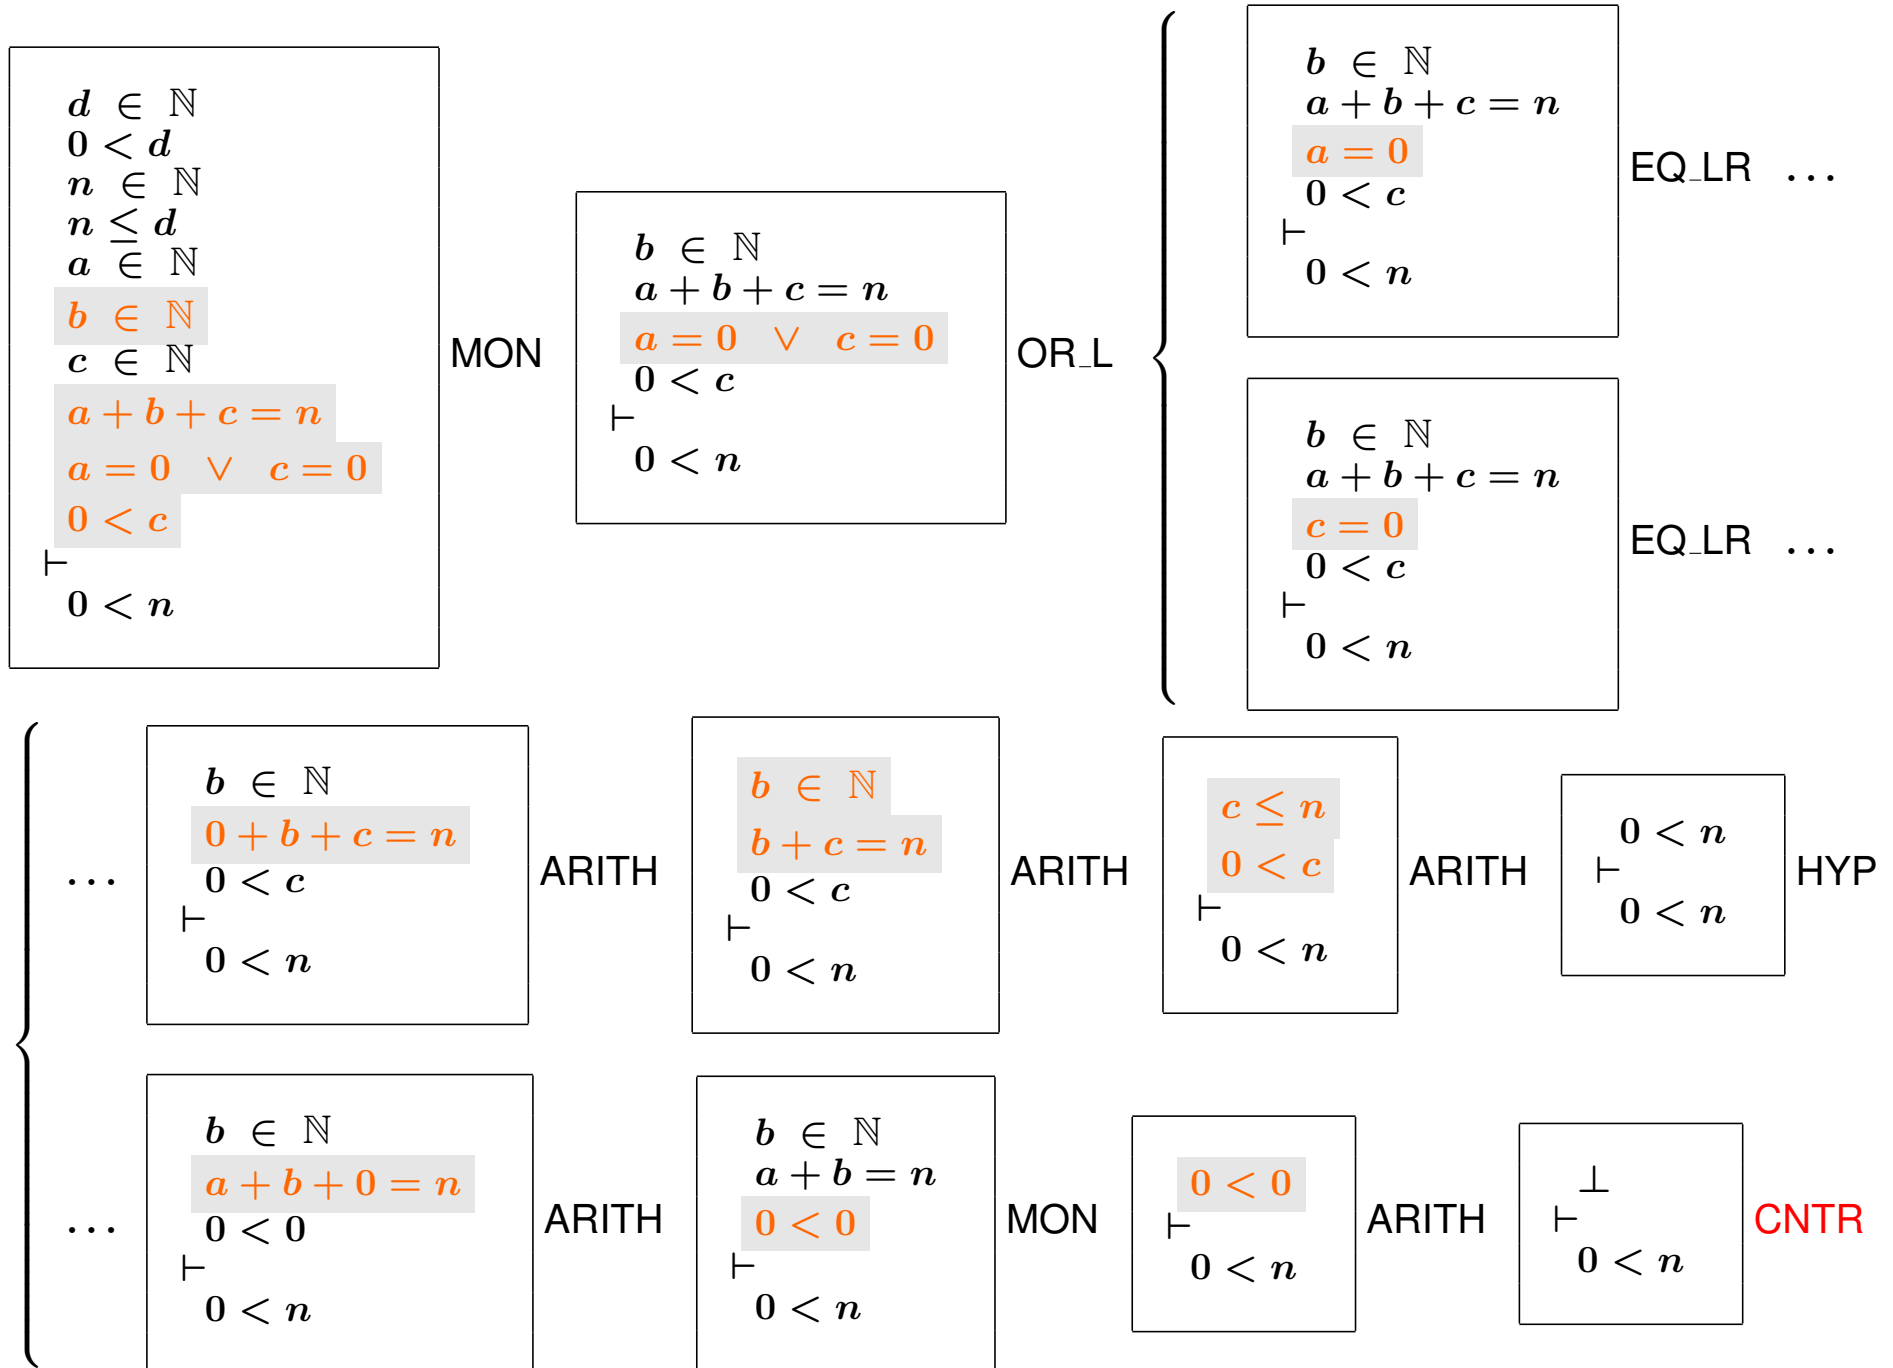 d ∈ ℕ
0 < d
n ∈ ℕ
n ≤ d
a ∈ ℕ
b ∈ ℕ
c ∈ ℕ
a + b + c = n
a = 0 ∨ c = 0
0 < c
⊢
0 < n
MON
b ∈ ℕ
a + b + c = n
a = 0 ∨ c = 0
0 < c
⊢
0 < n
OR_L
b ∈ ℕ
a + b + c = n
a = 0
0 < c
⊢
0 < n
EQ_LR ...
b ∈ ℕ
a + b + c = n
c = 0
0 < c
⊢
0 < n
EQ_LR ...
...
b ∈ ℕ
0 + b + c = n
0 < c
⊢
0 < n
ARITH
b ∈ ℕ
b + c = n
0 < c
⊢
0 < n
ARITH
c ≤ n
0 < c
⊢
0 < n
ARITH
0 < n
⊢
0 < n
HYP
...
b ∈ ℕ
a + b + 0 = n
0 < 0
⊢
0 < n
ARITH
b ∈ ℕ
a + b = n
0 < 0
⊢
0 < n
MON
0 < 0
⊢
0 < n
ARITH
⊥
⊢
0 < n
CNTR